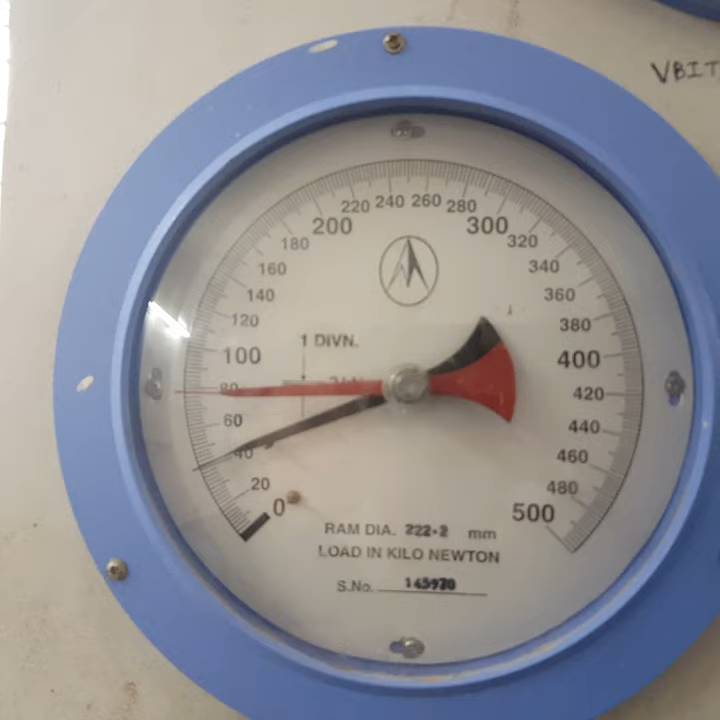 VBIT
220 240 260 280
200 300
180 320
160 340
140 360
120 380
1 DIVN.
100 400
80 420
60 440
40 460
20 480
0 500
RAM DIA. 222.2 mm
LOAD IN KILO NEWTON
S.No.